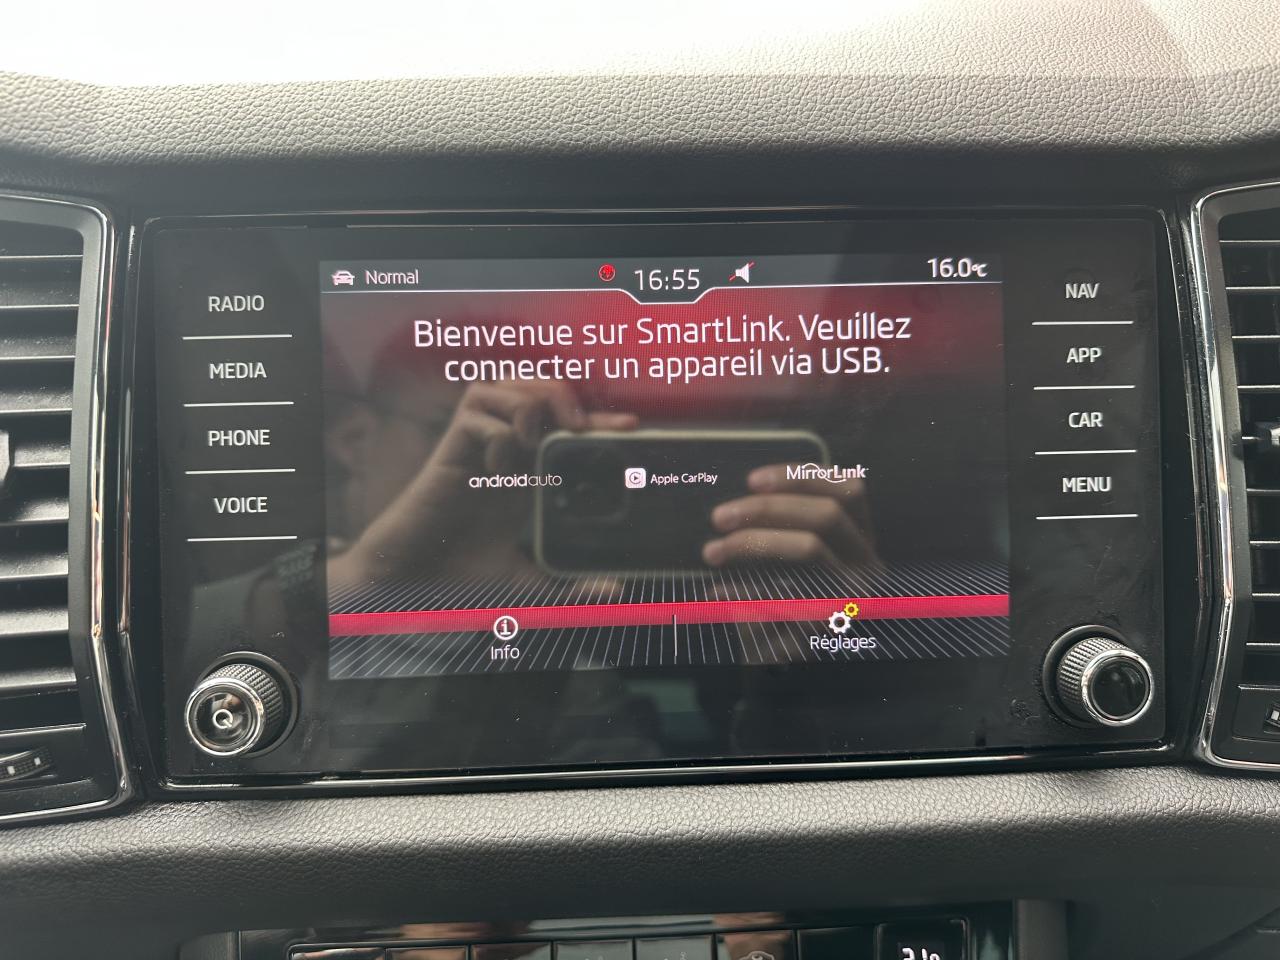 Normal
16:55
16.0°C
RADIO
MEDIA
PHONE
VOICE
Bienvenue sur SmartLink. Veuillez
connecter un appareil via USB.
androidauto
Apple CarPlay
MirrorLink
Info
Réglages
NAV
APP
CAR
MENU